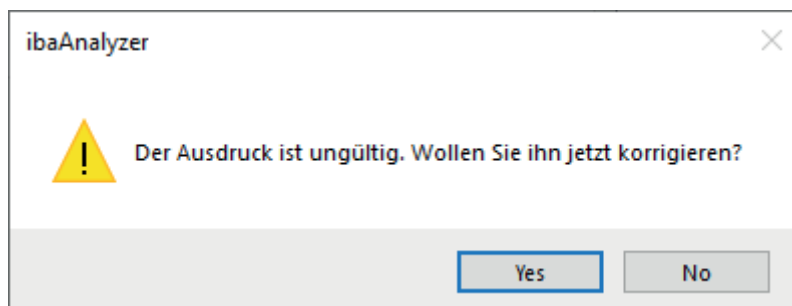 ibaAnalyzer
Der Ausdruck ist ungültig. Wollen Sie ihn jetzt korrigieren?
Yes
No